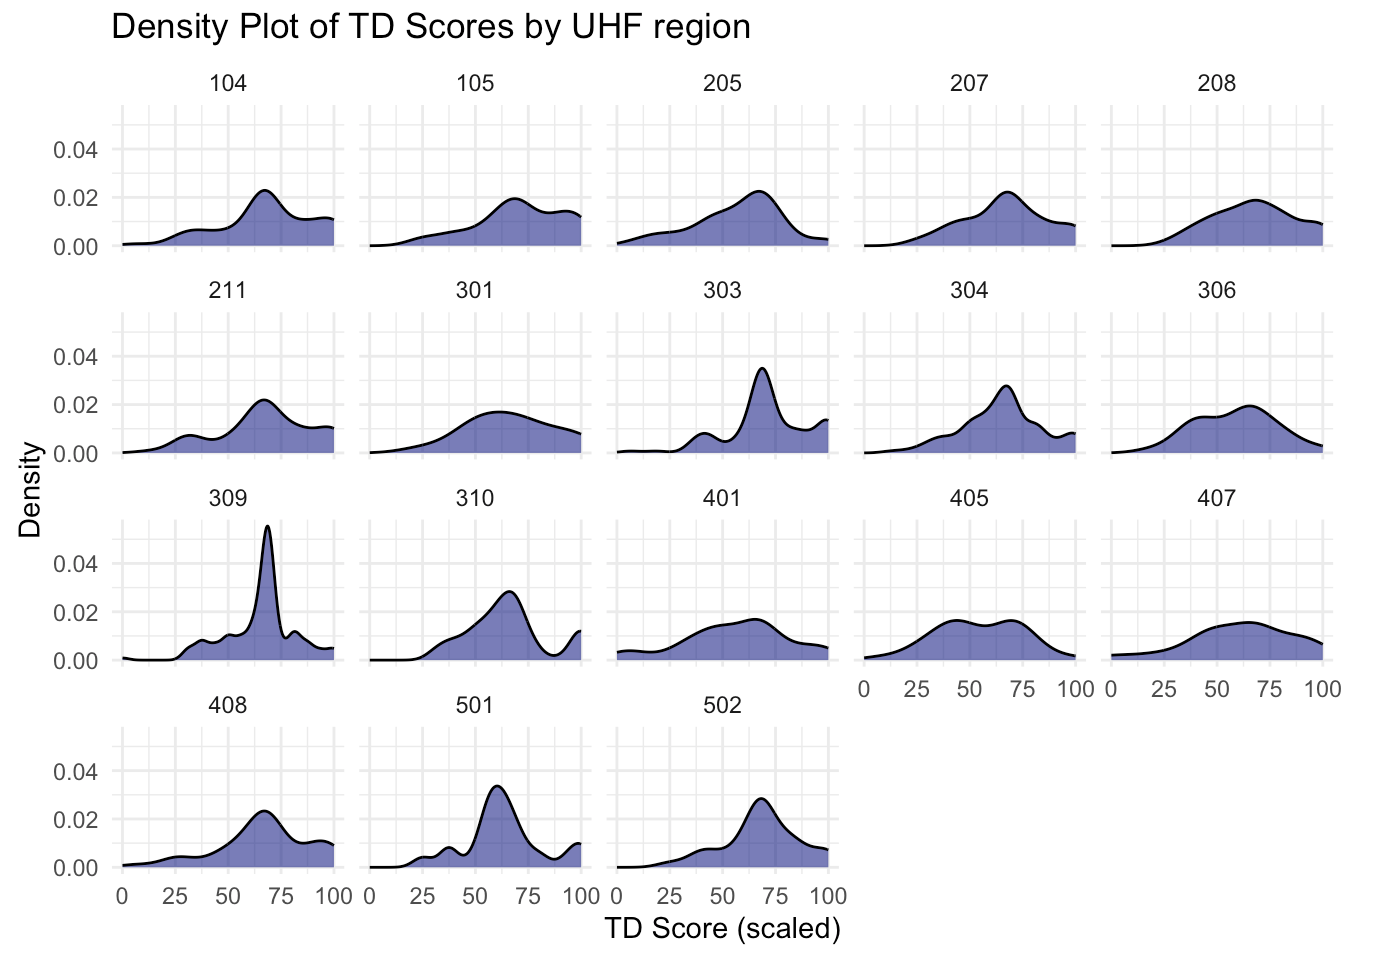 Density Plot of TD Scores by UHF region
104 105 205 207 208
0.04
0.02
0.00
211 301 303 304 306
0.04
0.02
0.00
Density
309 310 401 405 407
0.04
0.02
0.00
0 25 50 75 100 0 25 50 75 100
408 501 502
0.04
0.02
0.00
0 25 50 75 100 0 25 50 75 100 0 25 50 75 100
TD Score (scaled)